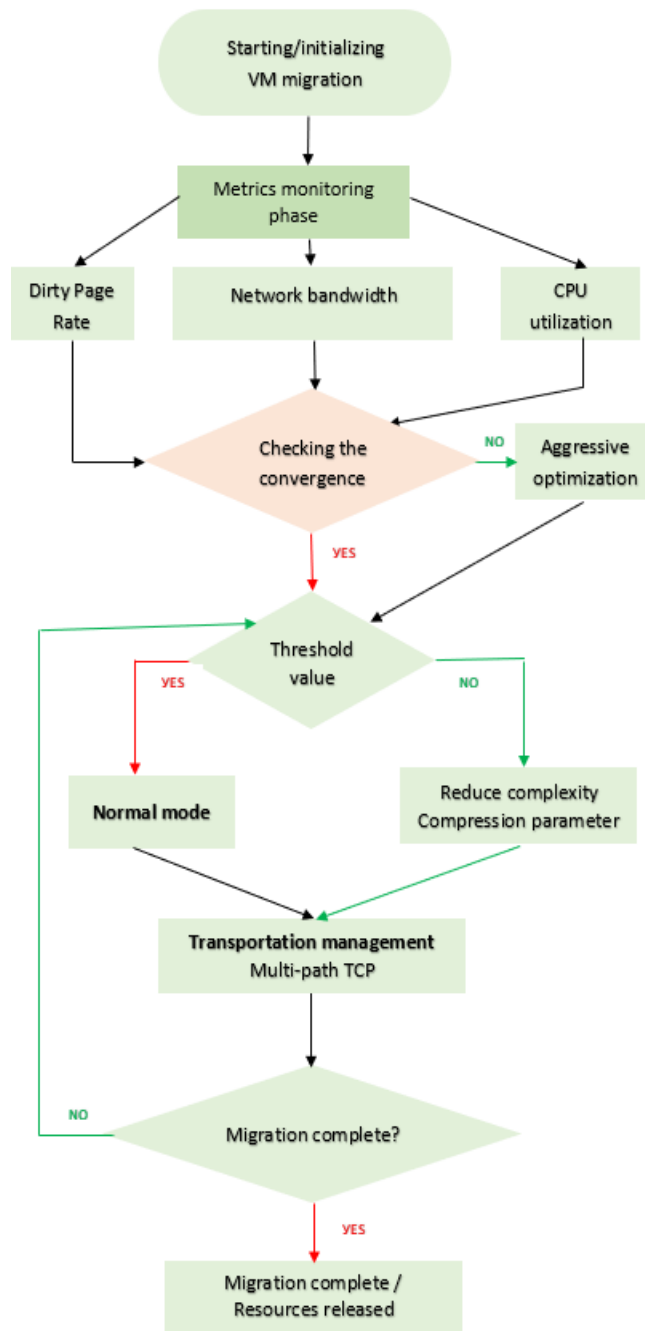 Starting/initializing
VM migration
Metrics monitoring
phase
Dirty Page
Rate
Network bandwidth
CPU
utilization
Checking the
convergence
NO
Aggressive
optimization
YES
Threshold
value
YES
NO
Normal mode
Reduce complexity
Compression parameter
Transportation management
Multi-path TCP
NO
Migration complete?
YES
Migration complete /
Resources released